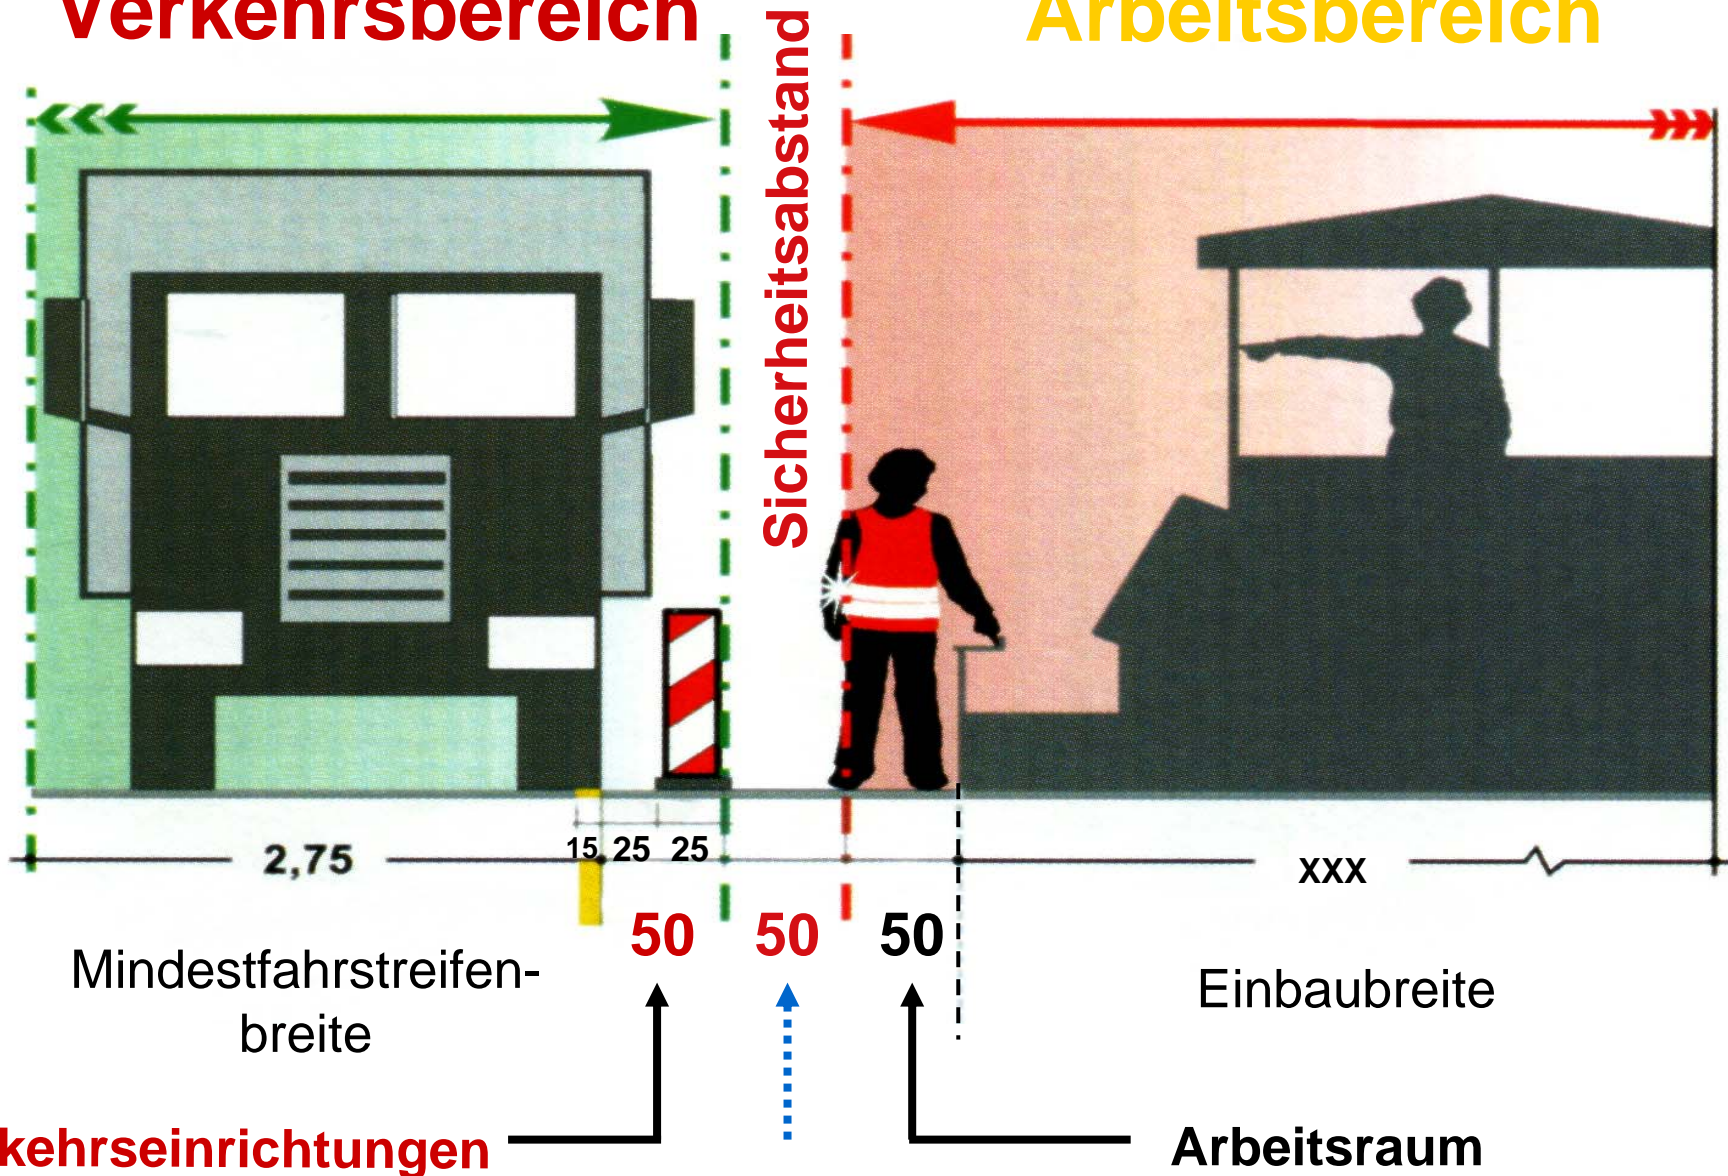 Verkehrsbereich
Sicherheitsabstand
Arbeitsbereich
2,75
15
25
25
xxx
50
50
50
Mindestfahrstreifen-
breite
Einbaubreite
kehrseinrichtungen
Arbeitsraum